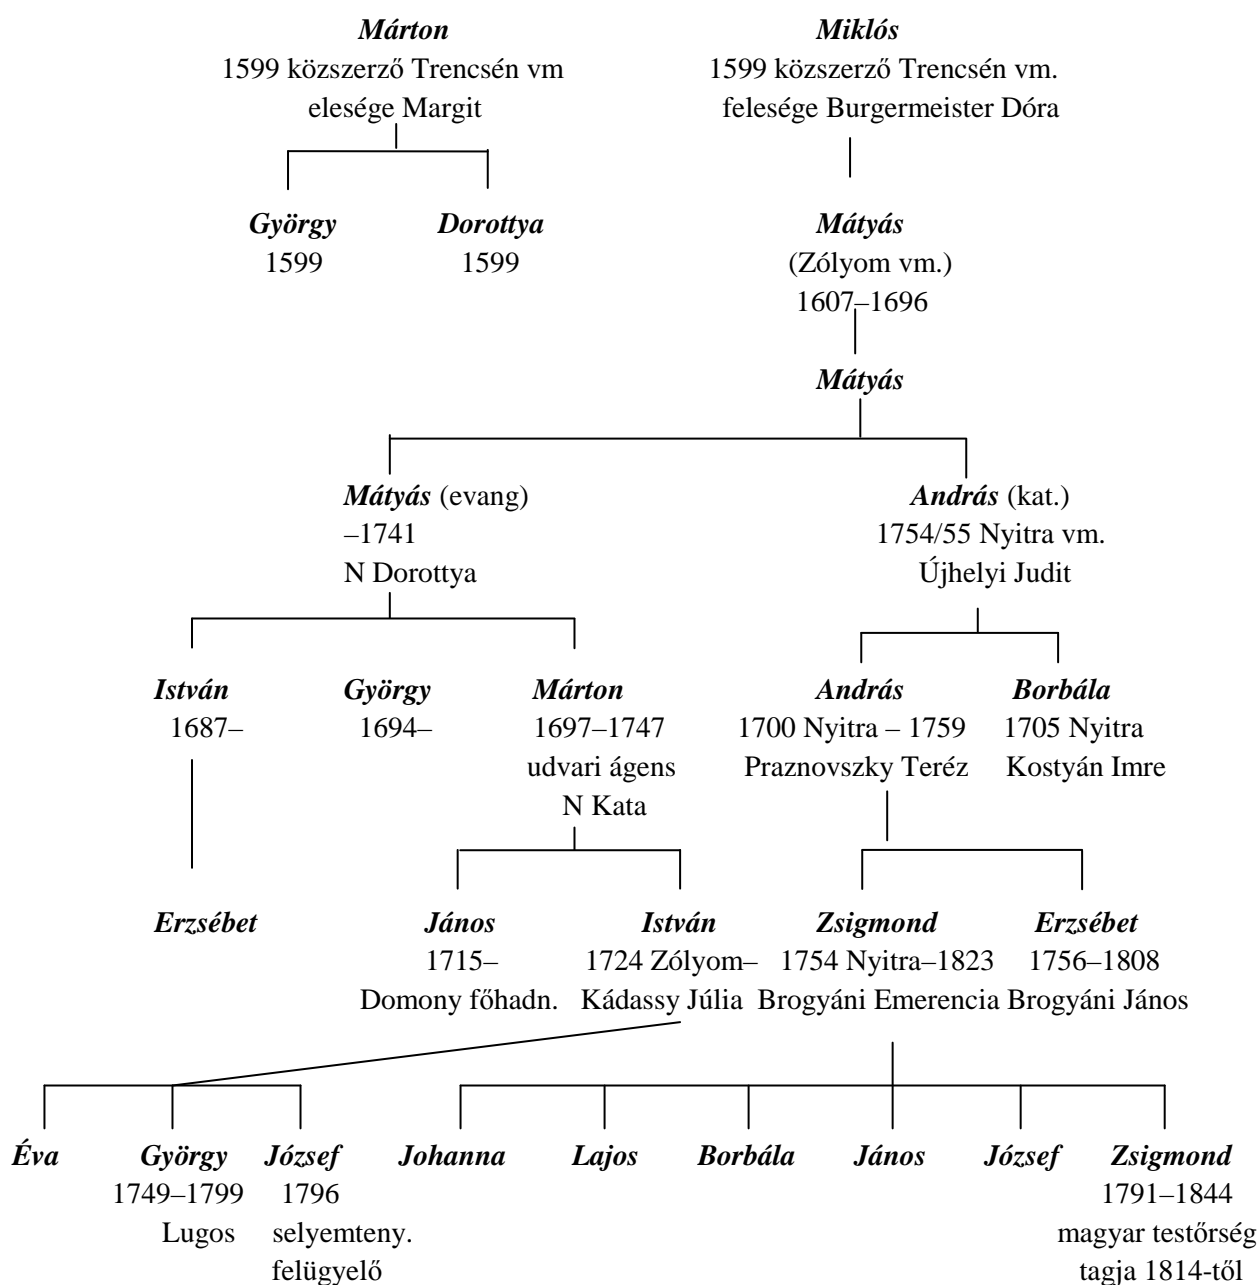 Márton Miklós
1599 közszerző Trencsén vm 1599 közszerző Trencsén vm.
elesége Margit felesége Burgermeister Dóra
György Dorottya Mátyás
1599 1599 (Zólyom vm.)
1607–1696
Mátyás
Mátyás (evang) András (kat.)
–1741 1754/55 Nyitra vm.
N Dorottya Újhelyi Judit
István György Márton András Borbála
1687– 1694– 1697–1747 1700 Nyitra – 1759 1705 Nyitra
udvari ágens Praznovszky Teréz Kostyán Imre
N Kata
Erzsébet János István Zsigmond Erzsébet
1715– 1724 Zólyom– 1754 Nyitra–1823 1756–1808
Domony főhadn. Kádassy Júlia Brogyáni Emerencia Brogyáni János
Éva György József Johanna Lajos Borbála János József Zsigmond
1749–1799 1796 1791–1844
Lugos selyemteny. magyar testőrség
felügyelő tagja 1814-től